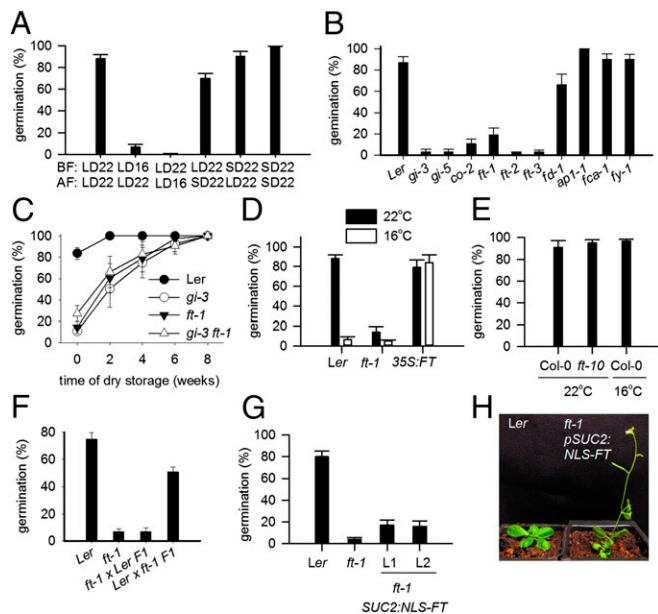 A
germination (%)
100
80
60
40
20
0
BF: LD22 LD16 LD22 LD22 SD22 SD22
AF: LD22 LD22 LD16 SD22 LD22 SD22
B
germination (%)
100
80
60
40
20
0
Ler gi-3 gi-5 co-2 ft-1 ft-2 ft-3 fd-1 ap1-1 fca-1 fy-1
C
germination (%)
100
80
60
40
20
0
Ler
gi-3
ft-1
gi-3 ft-1
0 2 4 6 8
time of dry storage (weeks)
D
22°C
16°C
germination (%)
100
80
60
40
20
0
Ler ft-1 35S:FT
E
germination (%)
100
80
60
40
20
0
Col-0 ft-10 Col-0
22°C 16°C
F
germination (%)
100
80
60
40
20
0
Ler
ft-1
ft-1 x Ler F1
Ler x ft-1 F1
G
germination (%)
100
80
60
40
20
0
Ler ft-1 L1 L2
ft-1
SUC2:NLS-FT
H
Ler ft-1
pSUC2:
NLS-FT